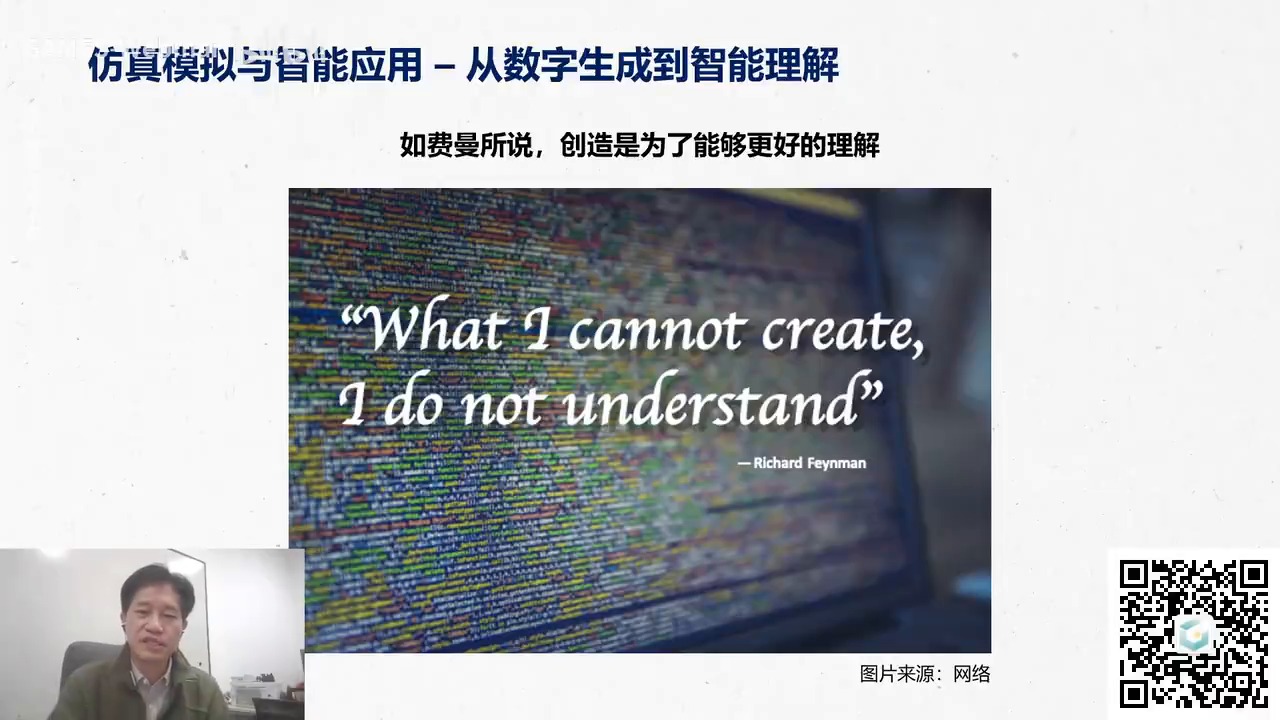 仿真模拟与智能应用 – 从数字生成到智能理解
如费曼所说，创造是为了能够更好的理解
“What I cannot create,
I do not understand”
— Richard Feynman
图片来源：网络